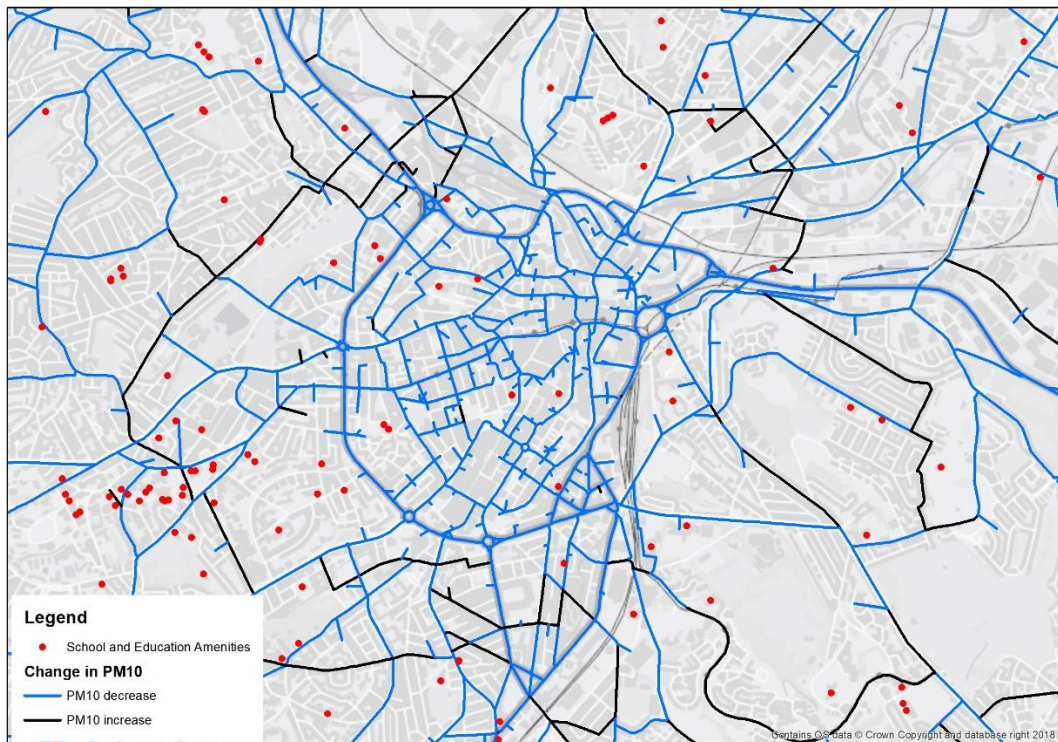 Legend
School and Education Amenities
Change in PM10
PM10 decrease
PM10 increase
Contains OS data © Crown Copyright and database right 2018